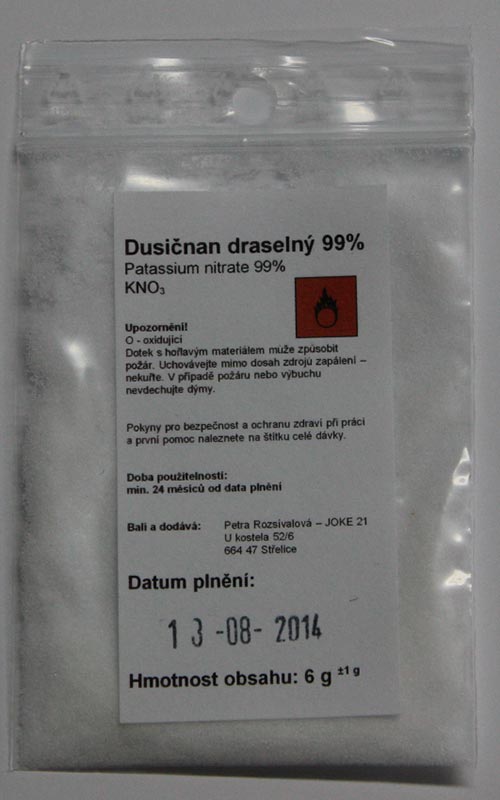 Dusičnan draselný 99%
Patassium nitrate 99%
KNO₃
Upozornění!
O - oxidující
Dotek s hořlavým materiálem může způsobit
požár. Uchovávejte mimo dosah zdrojů zapálení –
nekuřte. V případě požáru nebo výbuchu
nevdechujte dýmy.
Pokyny pro bezpečnost a ochranu zdraví při práci
a první pomoc naleznete na štítku celé dávky.
Doba použitelnosti:
min. 24 měsíců od data plnění
Balí a dodává: Petra Rozsívalová – JOKE 21
U kostela 52/6
664 47 Střelice
Datum plnění:
13 -08- 2014
Hmotnost obsahu: 6 g ±1 g